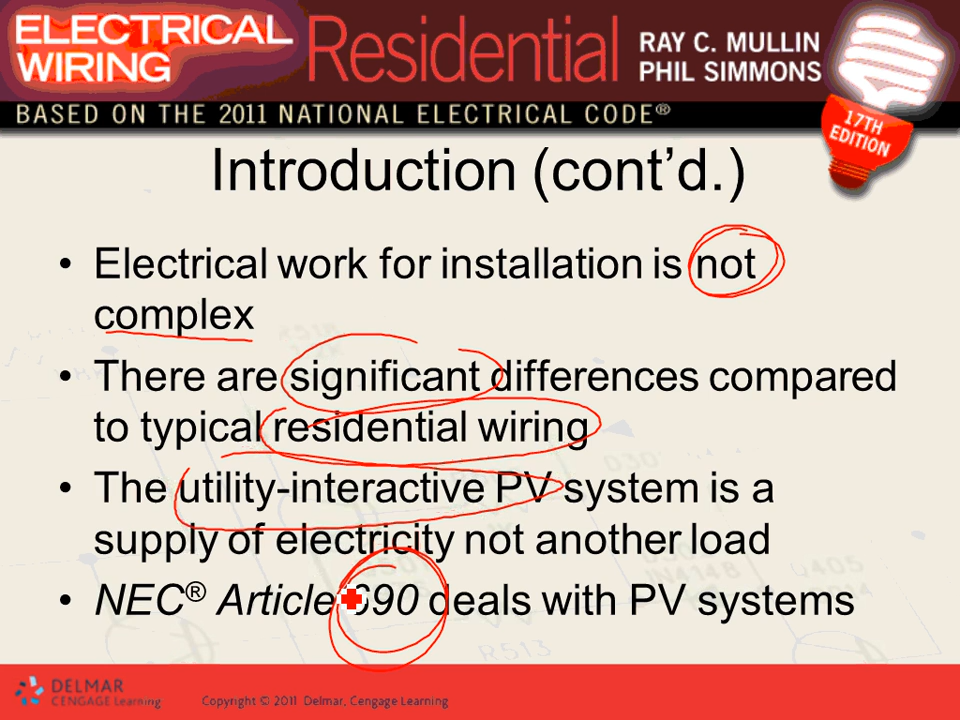 ELECTRICAL
WIRING
Residential
RAY C. MULLIN
PHIL SIMMONS
BASED ON THE 2011 NATIONAL ELECTRICAL CODE®
17TH
EDITION
Introduction (cont’d.)
• Electrical work for installation is not
complex
• There are significant differences compared
to typical residential wiring
• The utility-interactive PV system is a
supply of electricity not another load
• NEC® Article 690 deals with PV systems
R513
DELMAR
CENGAGE Learning
Copyright © 2011 Delmar, Cengage Learning